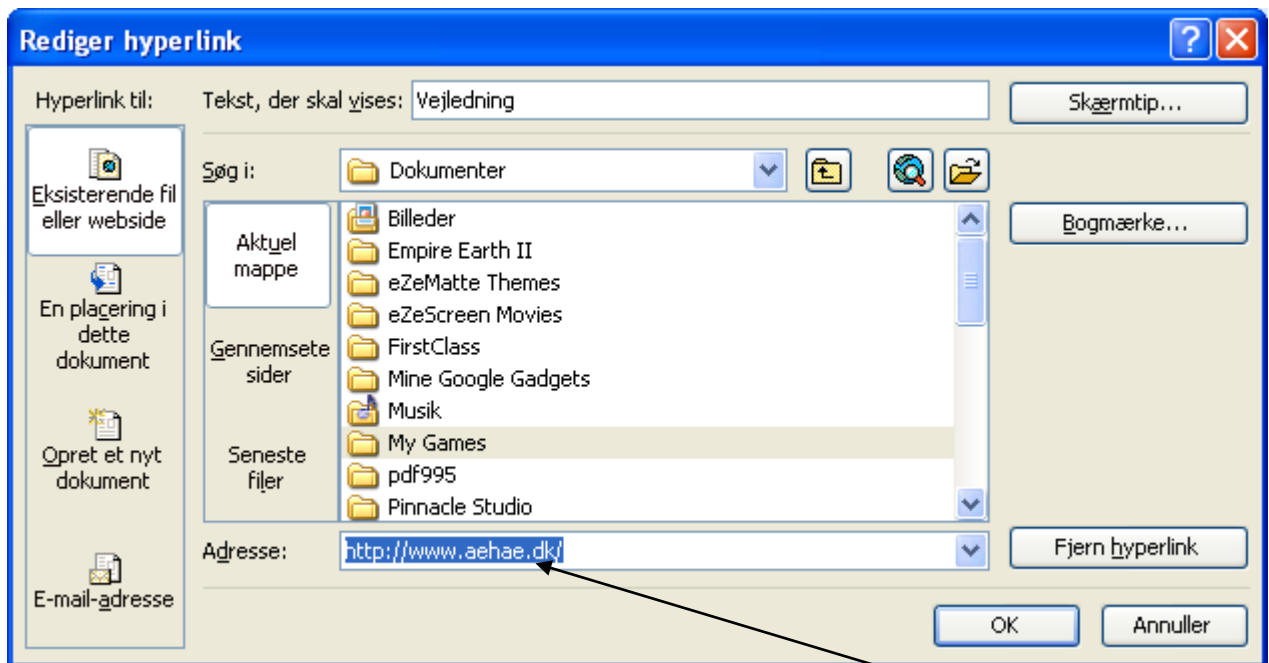 Rediger hyperlink
Hyperlink til:
Tekst, der skal vises: Vejledning
Skærmtip...
Eksisterende fil
eller webside
En placering i
dette
dokument
Opret et nyt
dokument
E-mail-adresse
Søg i:
Dokumenter
Aktuel
mappe
Gennemsete
sider
Seneste
filer
Billeder
Empire Earth II
eZeMatte Themes
eZeScreen Movies
FirstClass
Mine Google Gadgets
Musik
My Games
pdf995
Pinnacle Studio
Bogmærke...
Adresse: http://www.aehae.dk/
Fjern hyperlink
OK
Annuller